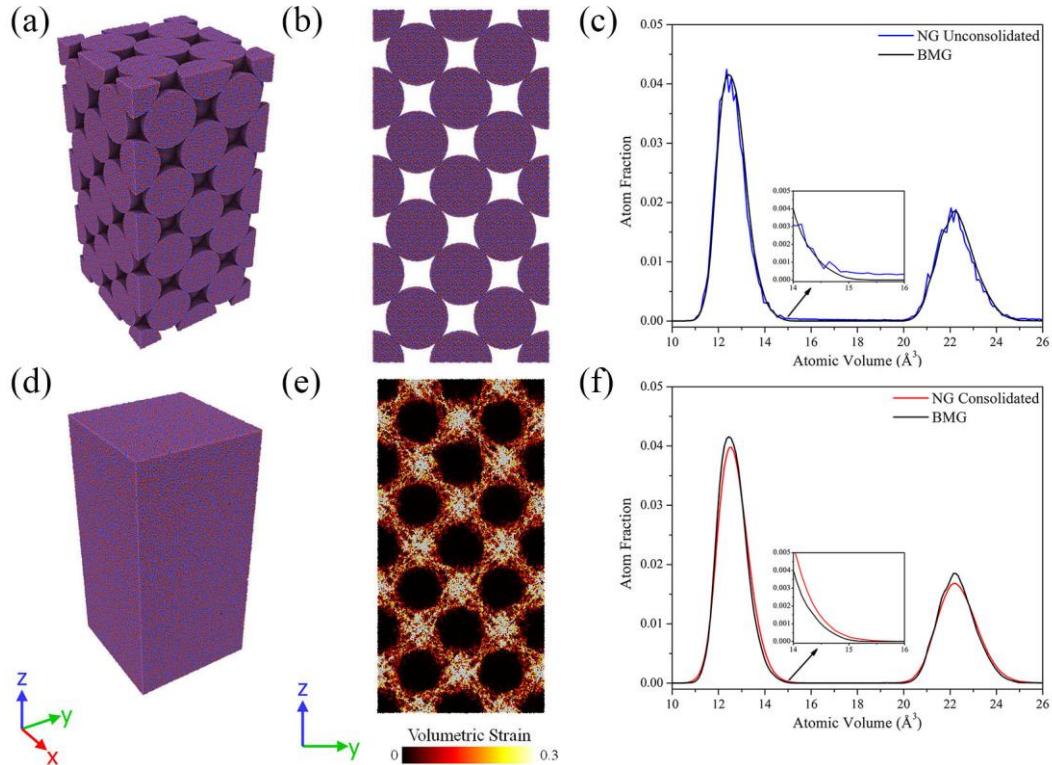 (a)
(b)
(c)
NG Unconsolidated
BMG
0.05
0.04
0.03
0.02
0.01
0.00
Atom Fraction
0.005
0.004
0.003
0.002
0.001
0.000
14 15 16
10 12 14 16 18 20 22 24 26
Atomic Volume (Å³)
(d)
(e)
(f)
NG Consolidated
BMG
0.05
0.04
0.03
0.02
0.01
0.00
Atom Fraction
0.005
0.004
0.003
0.002
0.001
0.000
14 15 16
10 12 14 16 18 20 22 24 26
Atomic Volume (Å³)
z
y
x
z
y
Volumetric Strain
0 0.3